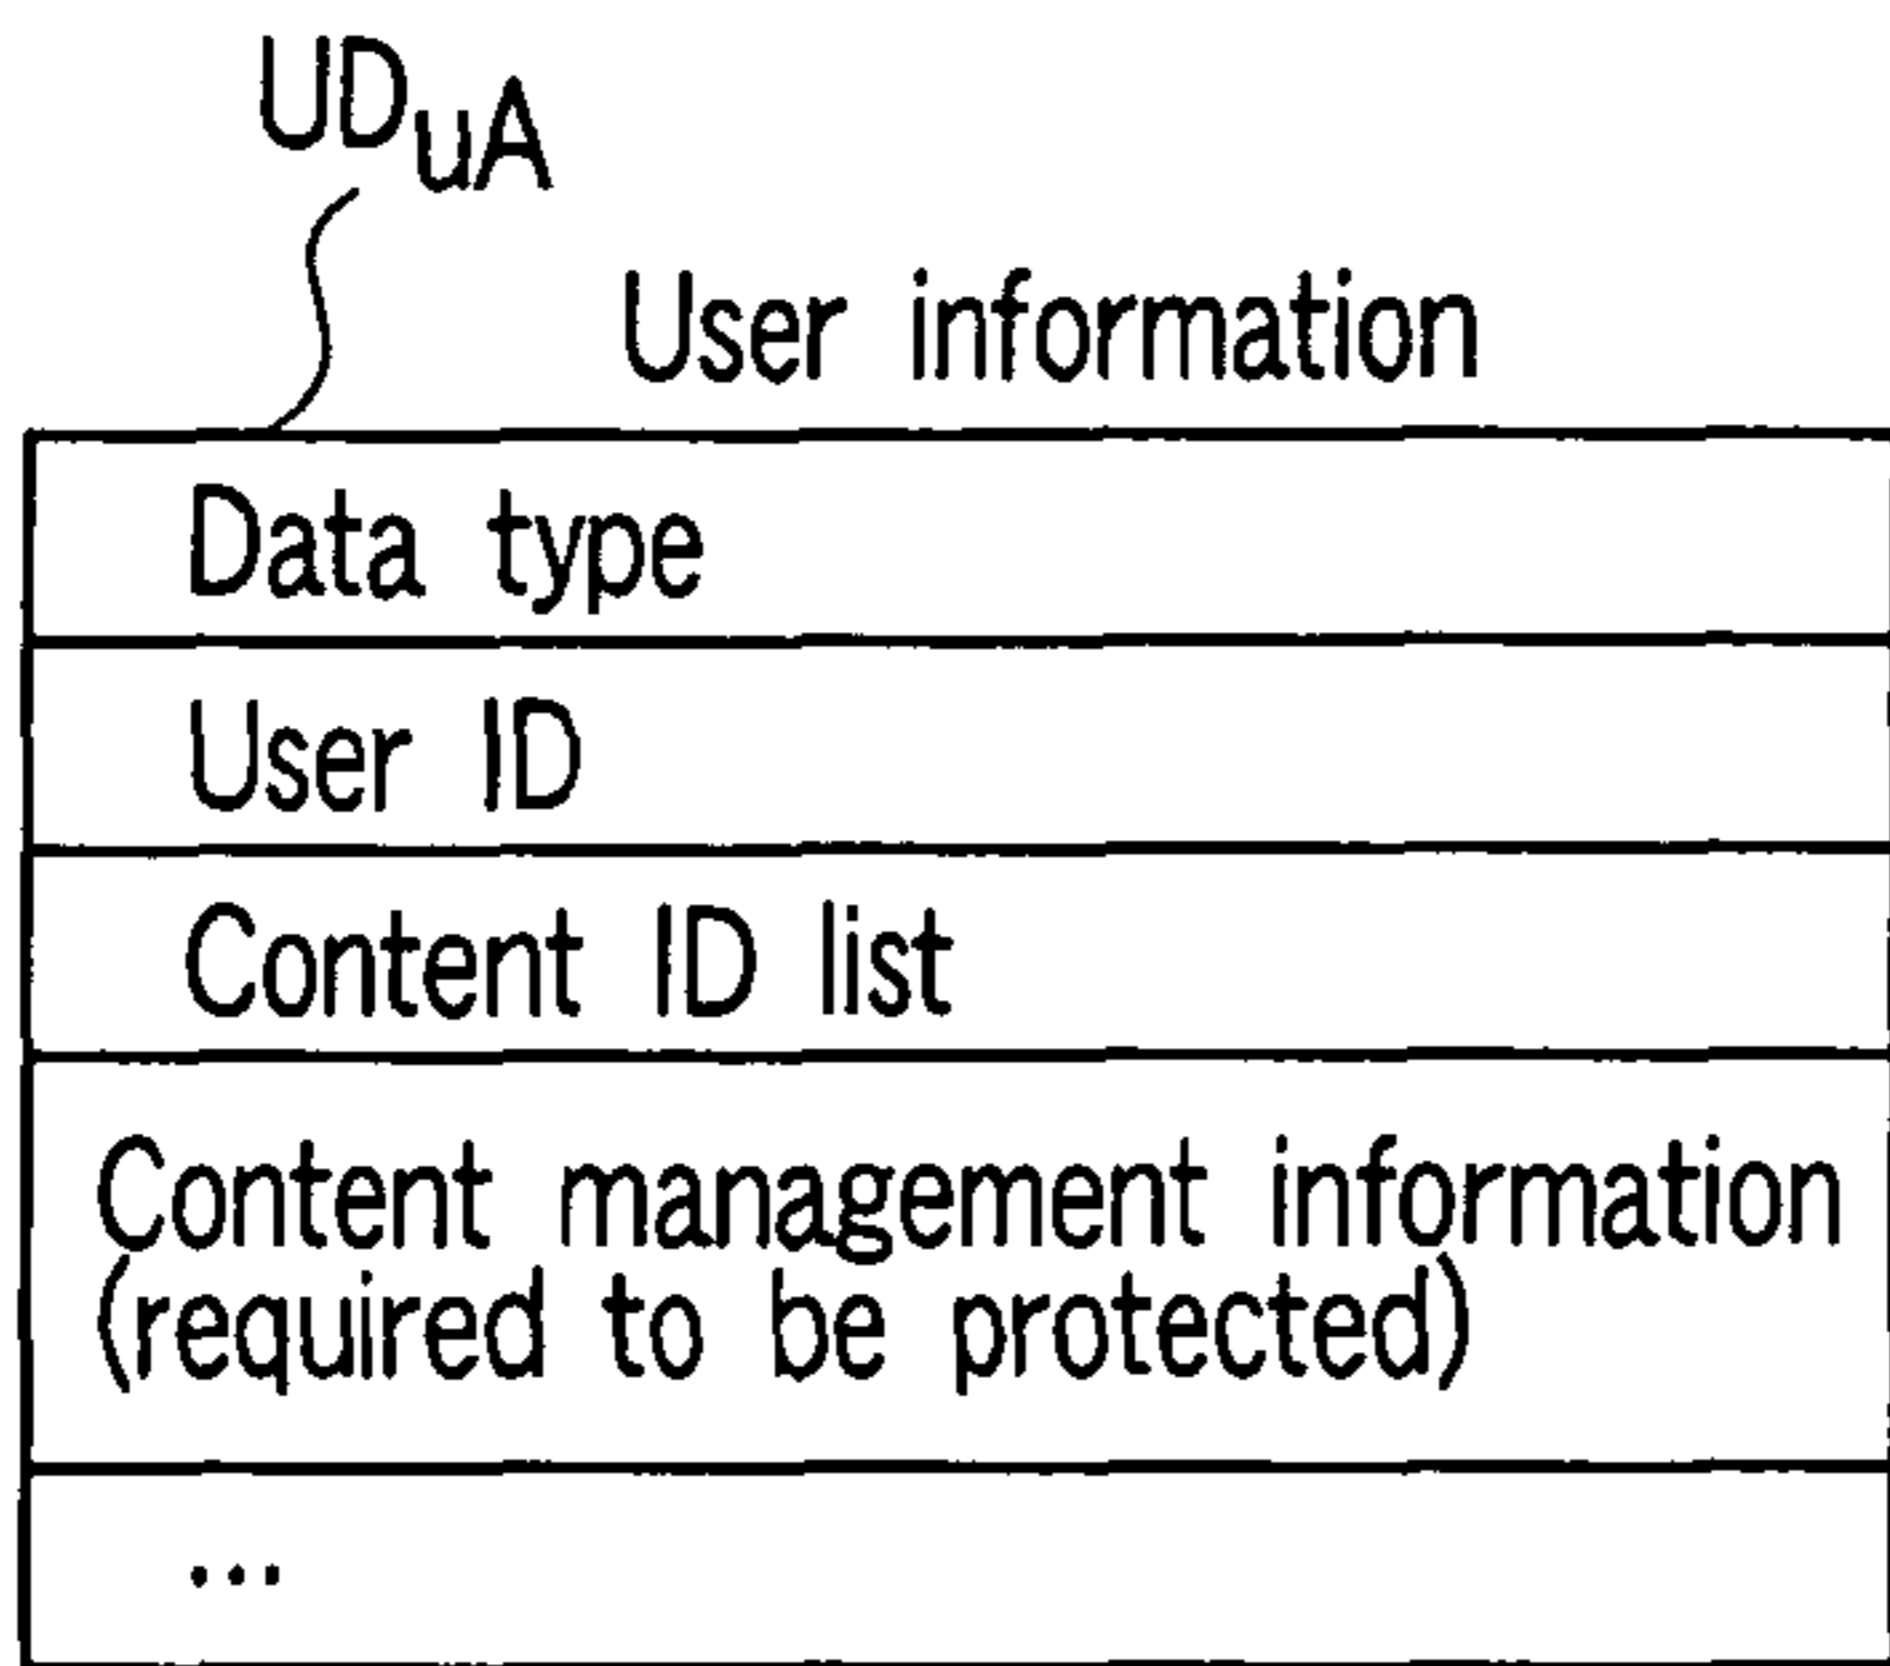 UDuA
User information
Data type
User ID
Content ID list
Content management information
(required to be protected)
...